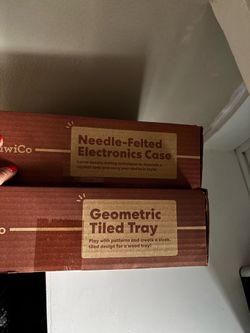 iwiCo
Needle-Felted
Electronics Case
iwiCo
Geometric
Tiled Tray
Play with patterns and create a sleek,
tiled design for a wood tray!